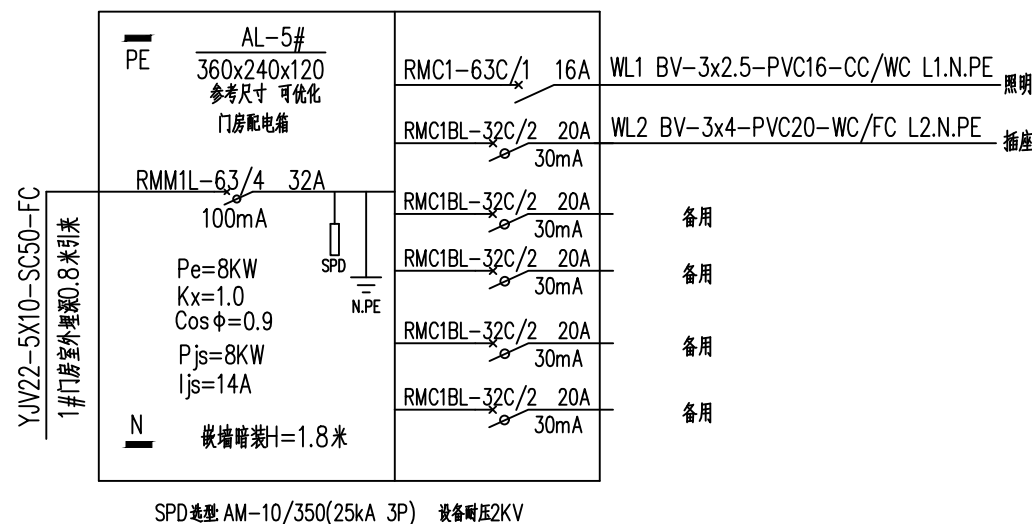 AL-5#
PE
360x240x120
参考尺寸 可优化
门房配电箱
RMC1-63C/1 16A
WL1 BV-3x2.5-PVC16-CC/WC L1.N.PE
照明
RMC1BL-32C/2 20A
30mA
WL2 BV-3x4-PVC20-WC/FC L2.N.PE
插座
YJV22-5X10-SC50-FC
1#门房室外埋深0.8米引来
RMM1L-63/4 32A
100mA
SPD
N.PE
RMC1BL-32C/2 20A
30mA
备用
RMC1BL-32C/2 20A
30mA
备用
RMC1BL-32C/2 20A
30mA
备用
RMC1BL-32C/2 20A
30mA
备用
Pe=8KW
Kx=1.0
CosΦ=0.9
Pjs=8KW
Ijs=14A
N
嵌墙暗装H=1.8米
SPD选型 AM-10/350(25kA 3P) 设备耐压2KV